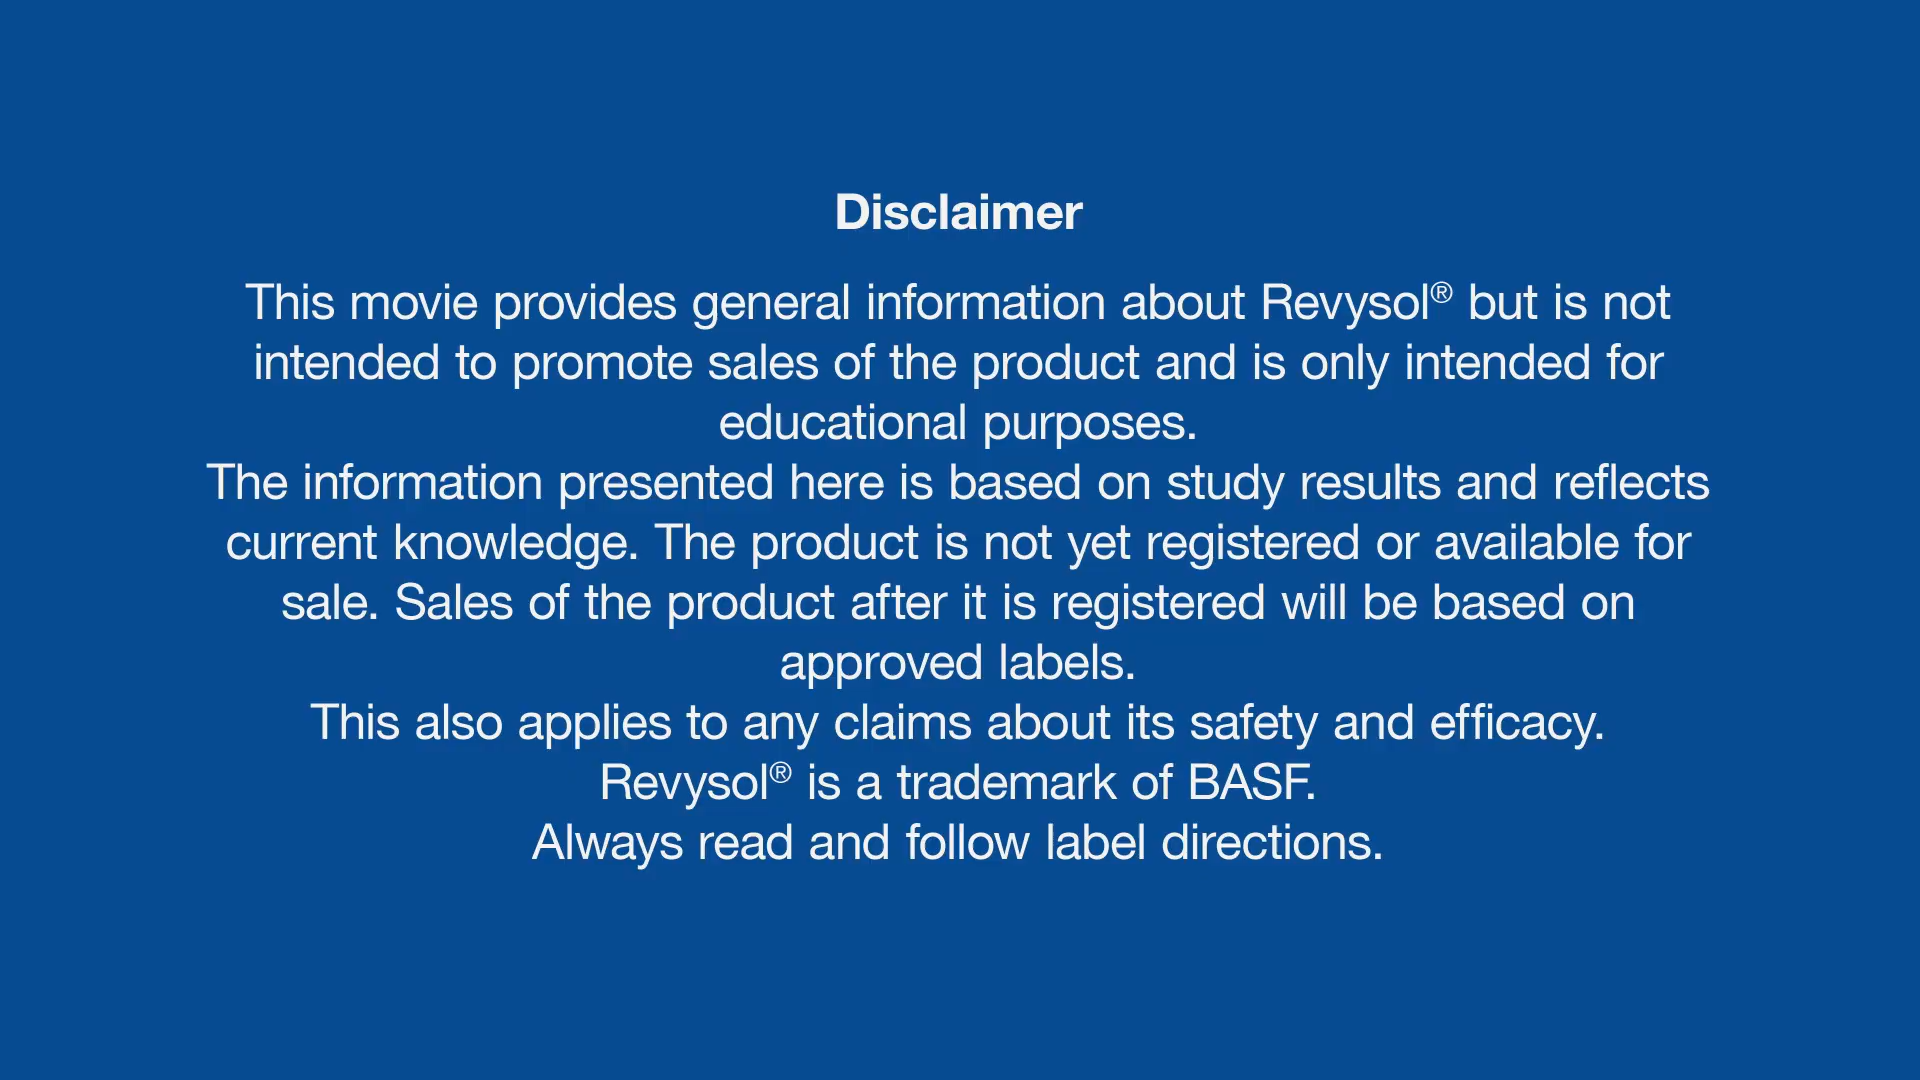 Disclaimer
This movie provides general information about Revysol® but is not
intended to promote sales of the product and is only intended for
educational purposes.
The information presented here is based on study results and reflects
current knowledge. The product is not yet registered or available for
sale. Sales of the product after it is registered will be based on
approved labels.
This also applies to any claims about its safety and efficacy.
Revysol® is a trademark of BASF.
Always read and follow label directions.